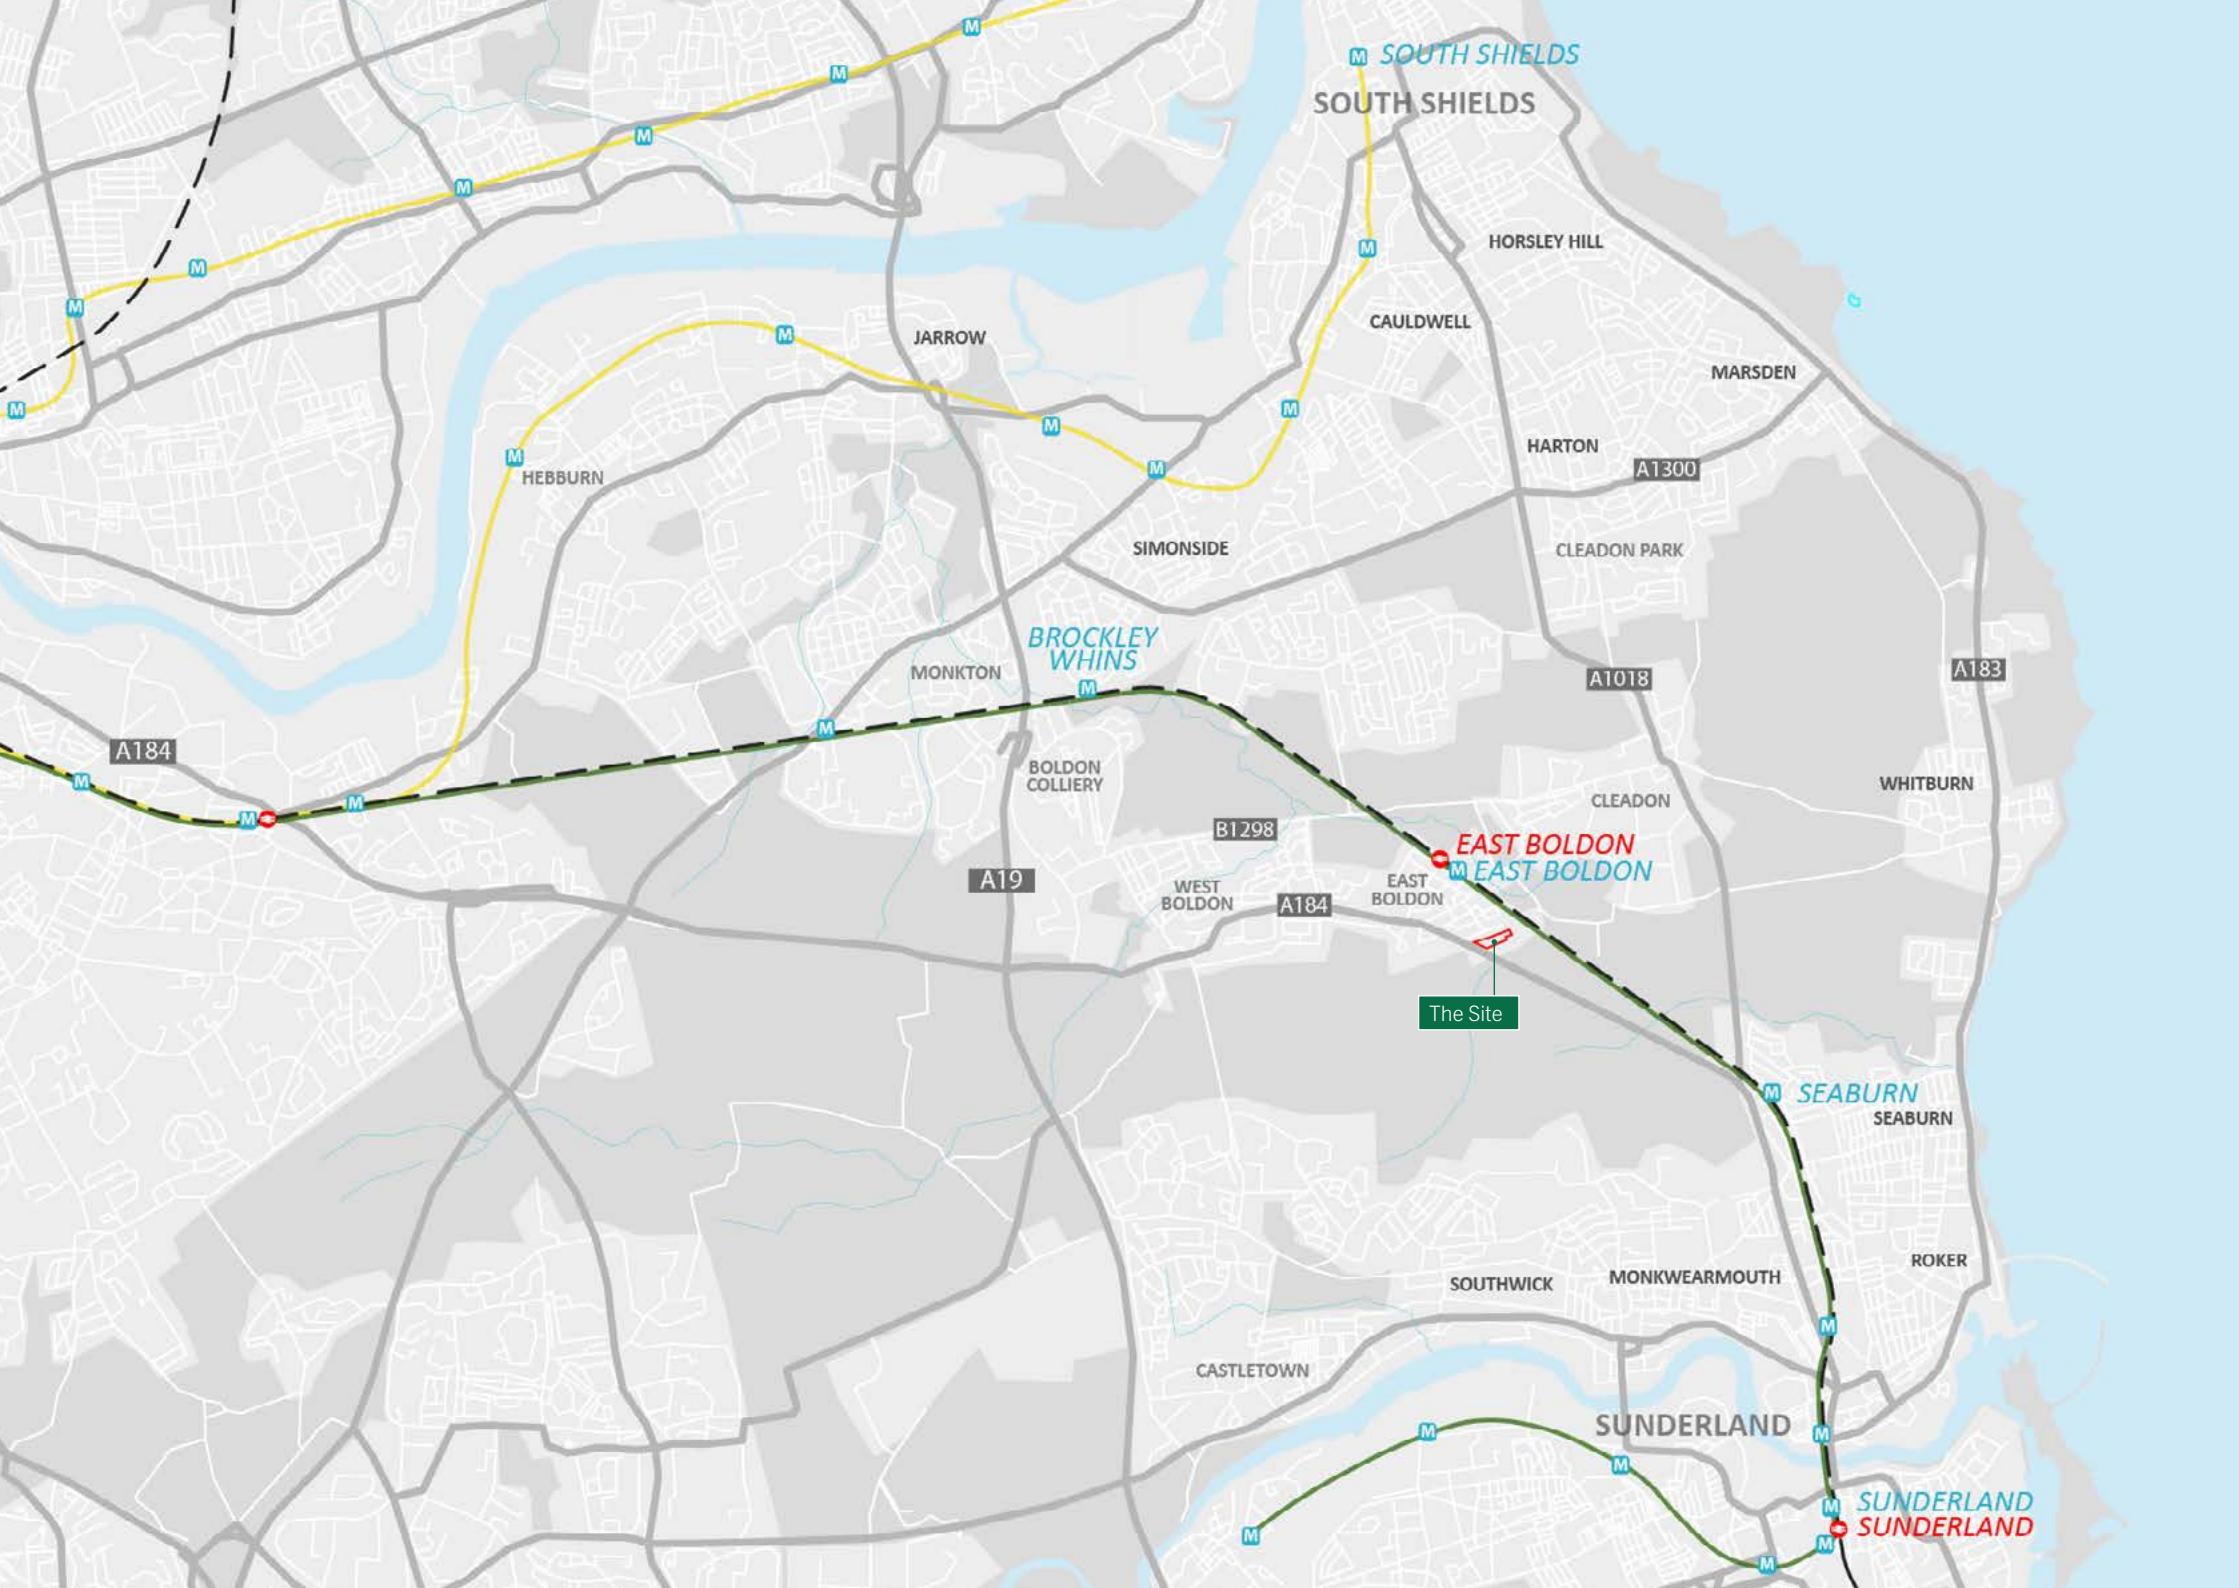 M
M SOUTH SHIELDS
M
SOUTH SHIELDS
M
M
HORSLEY HILL
M
M
M
CAULDWELL
M
JARROW
MARSDEN
M
M
M
HARTON
M
M
A1300
HEBBURN
SIMONSIDE
CLEADON PARK
BROCKLEY
WHINS
M
MONKTON
A183
A1018
M
A184
BOLDON
COLLIERY
M
WHITBURN
M
CLEADON
M
B1298
EAST BOLDON
M EAST BOLDON
A19
EAST
BOLDON
WEST
BOLDON
A184
The Site
M SEABURN
SEABURN
ROKER
MONKWEARMOUTH
SOUTHWICK
M
CASTLETOWN
SUNDERLAND
M
M
M
M SUNDERLAND
SUNDERLAND
M
M
M